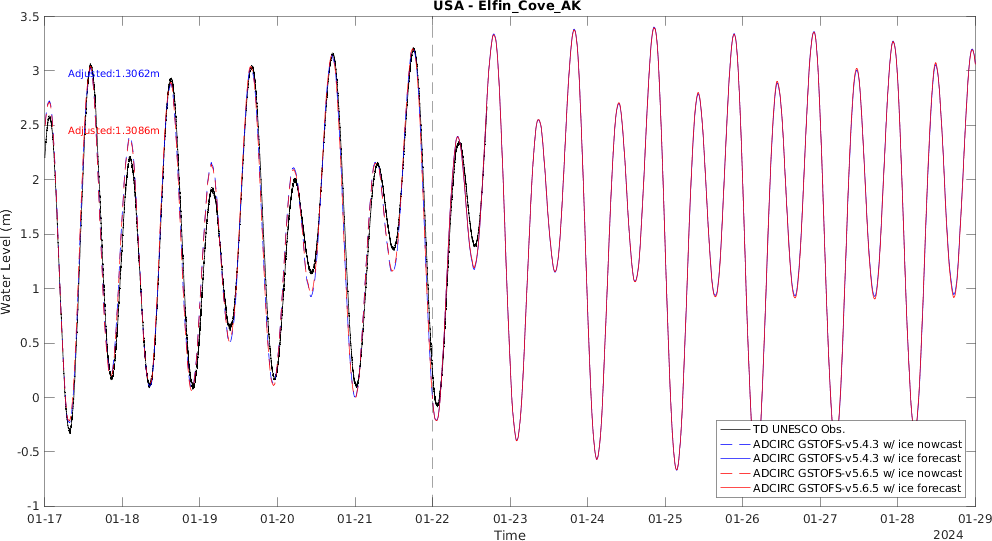 USA - Elfin_Cove_AK
3.5
3
2.5
2
1.5
1
0.5
0
-0.5
-1
Water Level (m)
Adjusted:1.3062m
Adjusted:1.3086m
TD UNESCO Obs.
ADCIRC GSTOFS-v5.4.3 w/ ice nowcast
ADCIRC GSTOFS-v5.4.3 w/ ice forecast
ADCIRC GSTOFS-v5.6.5 w/ ice nowcast
ADCIRC GSTOFS-v5.6.5 w/ ice forecast
01-17 01-18 01-19 01-20 01-21 01-22 01-23 01-24 01-25 01-26 01-27 01-28 01-29
Time
2024